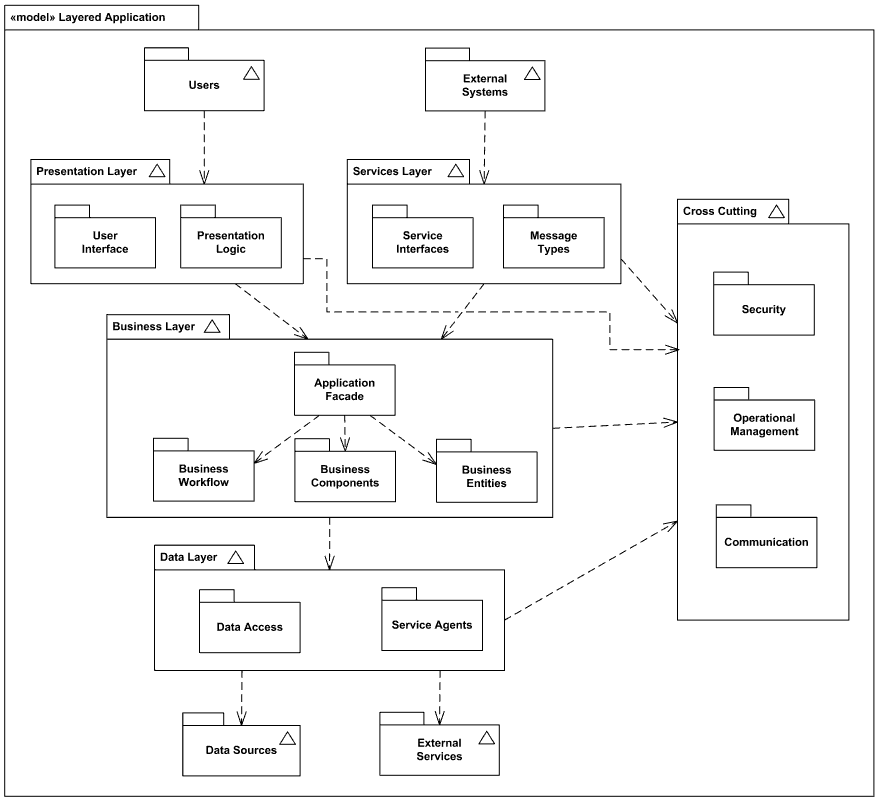 «model» Layered Application
Users
External
Systems
Presentation Layer
Services Layer
Cross Cutting
User
Interface
Presentation
Logic
Service
Interfaces
Message
Types
Security
Business Layer
Application
Facade
Operational
Management
Business
Workflow
Business
Components
Business
Entities
Communication
Data Layer
Data Access
Service Agents
Data Sources
External
Services